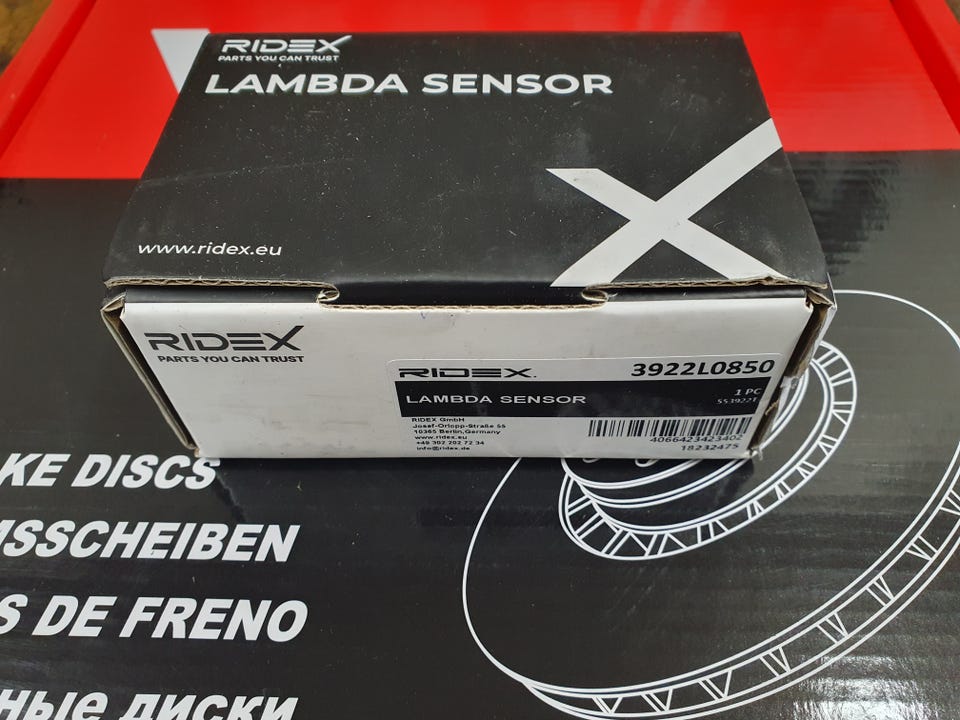 RIDEX
PARTS YOU CAN TRUST
LAMBDA SENSOR
www.ridex.eu
RIDEX
PARTS YOU CAN TRUST
RIDEX.
3922L0850
LAMBDA SENSOR
1 PC
RIDEX GmbH
Josef-Orlopp-Straße 55
10365 Berlin,Germany
www.ridex.eu
+49 302 202 72 34
info@ridex.de
4066423423402
18232475
KE DISCS
SSCHEIBEN
S DE FRENO
ные диски